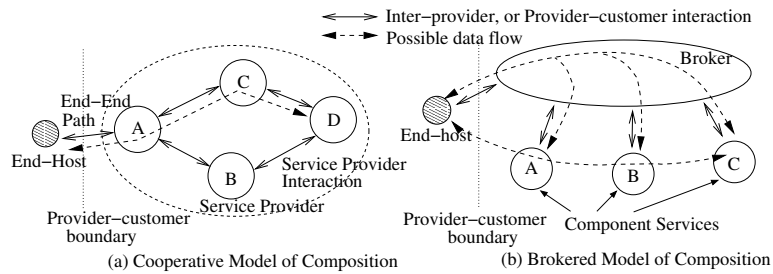 Inter-provider, or Provider-customer interaction
Possible data flow
End-End
Path
A
C
D
B
End-Host
Service Provider
Interaction
Service Provider
Provider-customer
boundary
(a) Cooperative Model of Composition
Broker
End-host
A
B
C
Provider-customer
boundary
Component Services
(b) Brokered Model of Composition